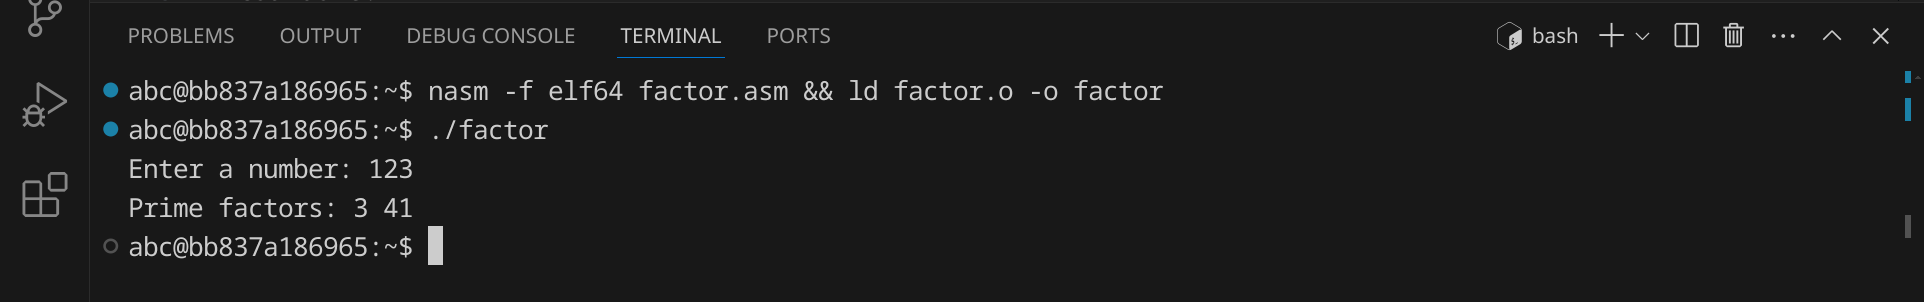 PROBLEMS OUTPUT DEBUG CONSOLE TERMINAL PORTS bash
abc@bb837a186965:~$ nasm -f elf64 factor.asm && ld factor.o -o factor
abc@bb837a186965:~$ ./factor
Enter a number: 123
Prime factors: 3 41
abc@bb837a186965:~$